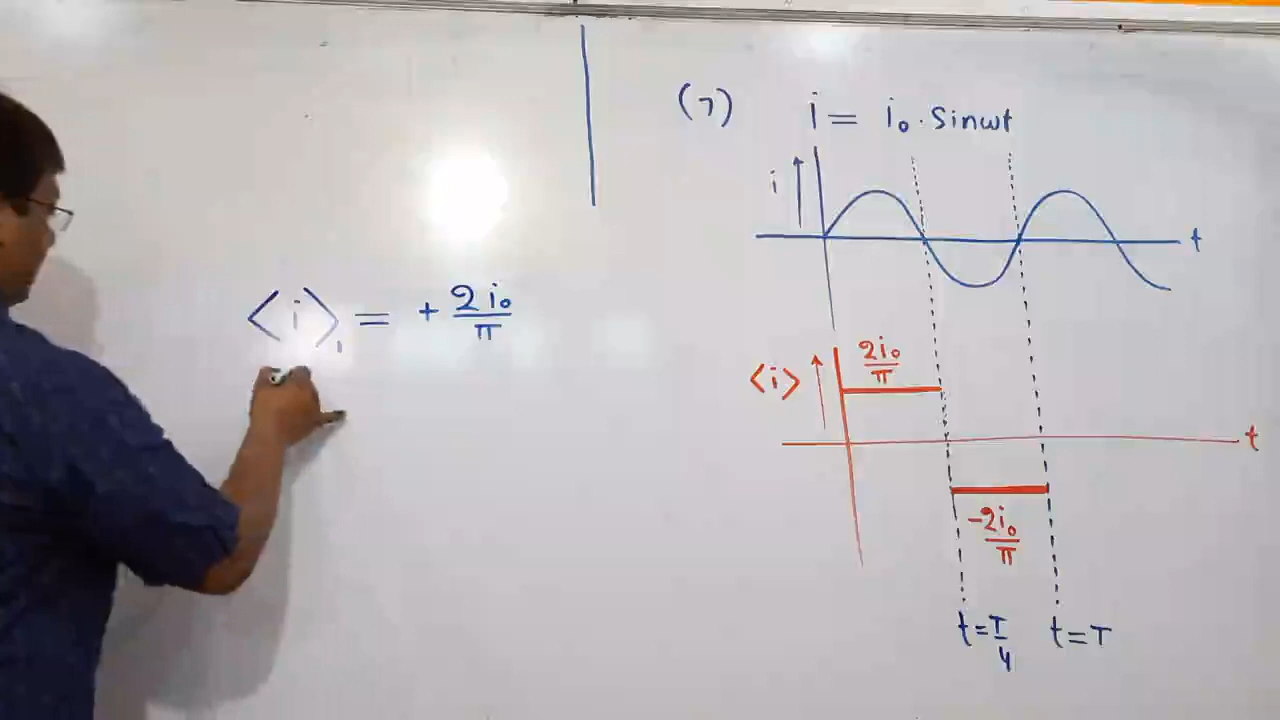 (7) i = i₀ · Sinωt
i
t
<i>₁ = + 2i₀/π
<i>
2i₀/π
t
-2i₀/π
t = T/4
t = T